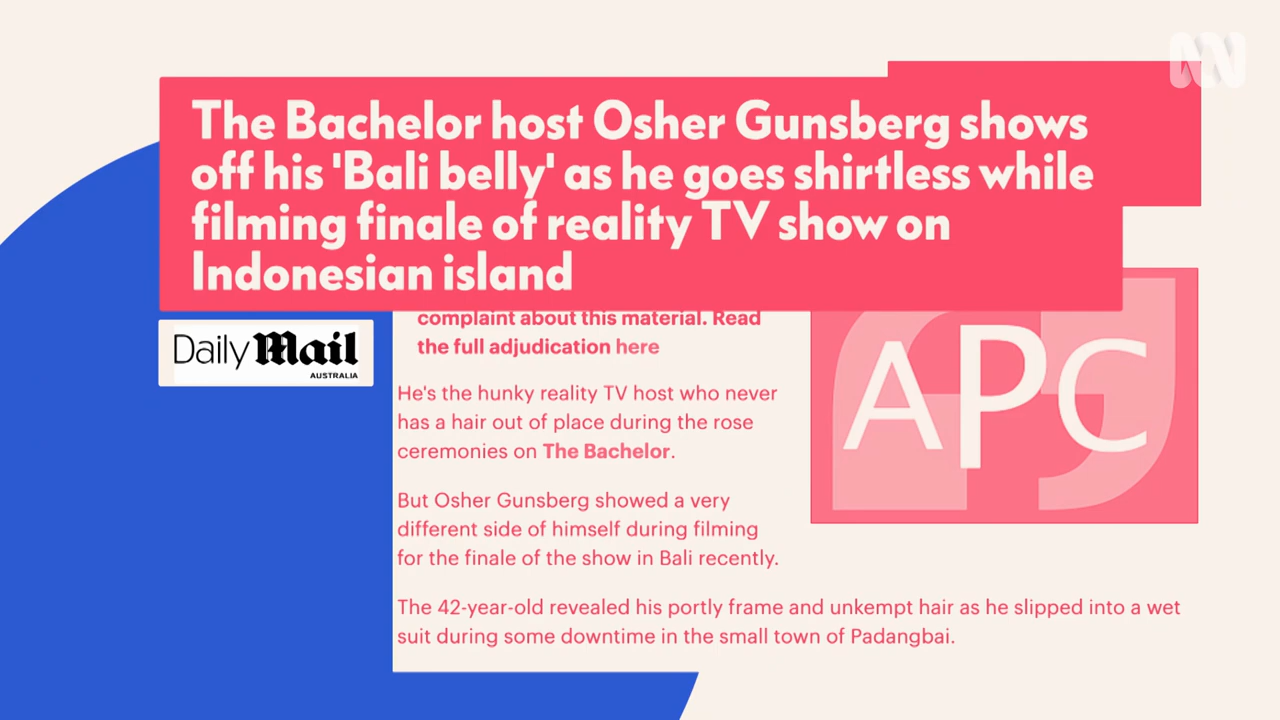 The Bachelor host Osher Gunsberg shows
off his 'Bali belly' as he goes shirtless while
filming finale of reality TV show on
Indonesian island
Daily Mail
AUSTRALIA
complaint about this material. Read
the full adjudication here
APC
He's the hunky reality TV host who never
has a hair out of place during the rose
ceremonies on The Bachelor.
But Osher Gunsberg showed a very
different side of himself during filming
for the finale of the show in Bali recently.
The 42-year-old revealed his portly frame and unkempt hair as he slipped into a wet
suit during some downtime in the small town of Padangbai.